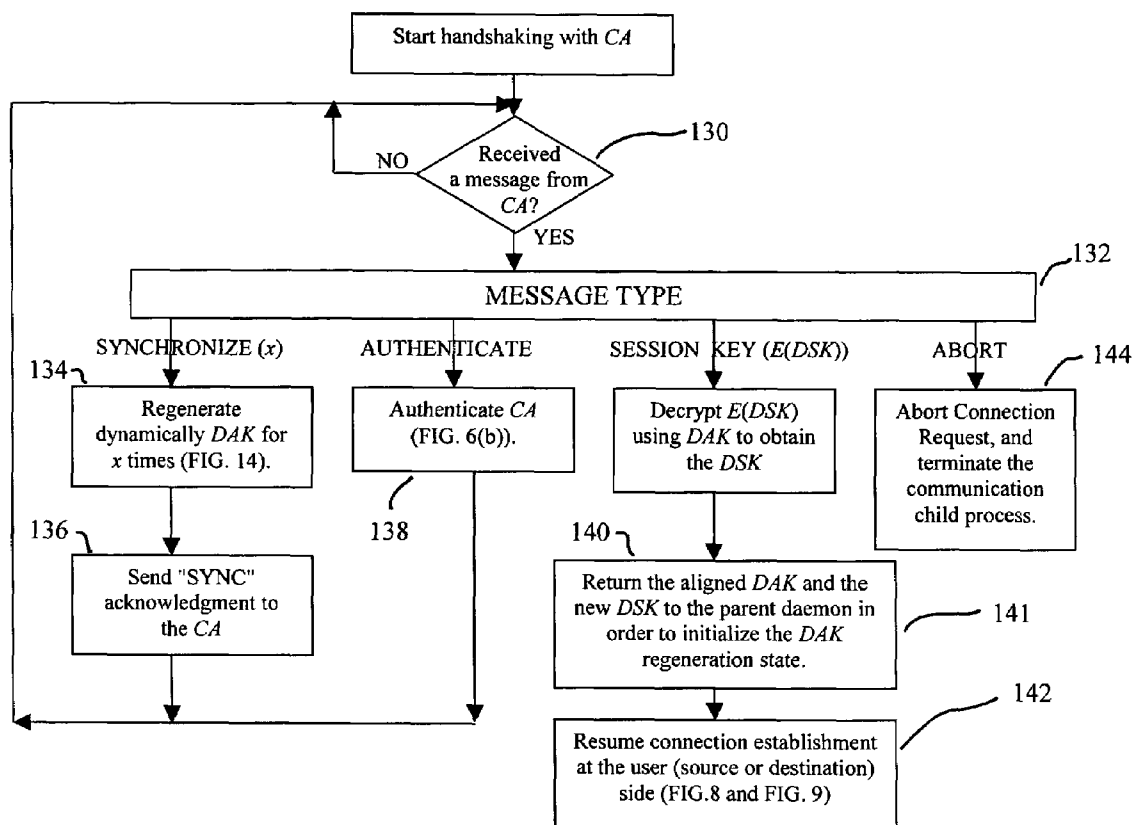 Start handshaking with CA
130
Received
a message from
CA?
NO
YES
132
MESSAGE TYPE
SYNCHRONIZE (x)
AUTHENTICATE
SESSION KEY (E(DSK))
ABORT
134
Regenerate
dynamically DAK for
x times (FIG. 14).
Authenticate CA
(FIG. 6(b)).
138
Decrypt E(DSK)
using DAK to obtain
the DSK
144
Abort Connection
Request, and
terminate the
communication
child process.
136
Send "SYNC"
acknowledgment to
the CA
140
Return the aligned DAK and the
new DSK to the parent daemon in
order to initialize the DAK
regeneration state.
141
142
Resume connection establishment
at the user (source or destination)
side (FIG.8 and FIG. 9)